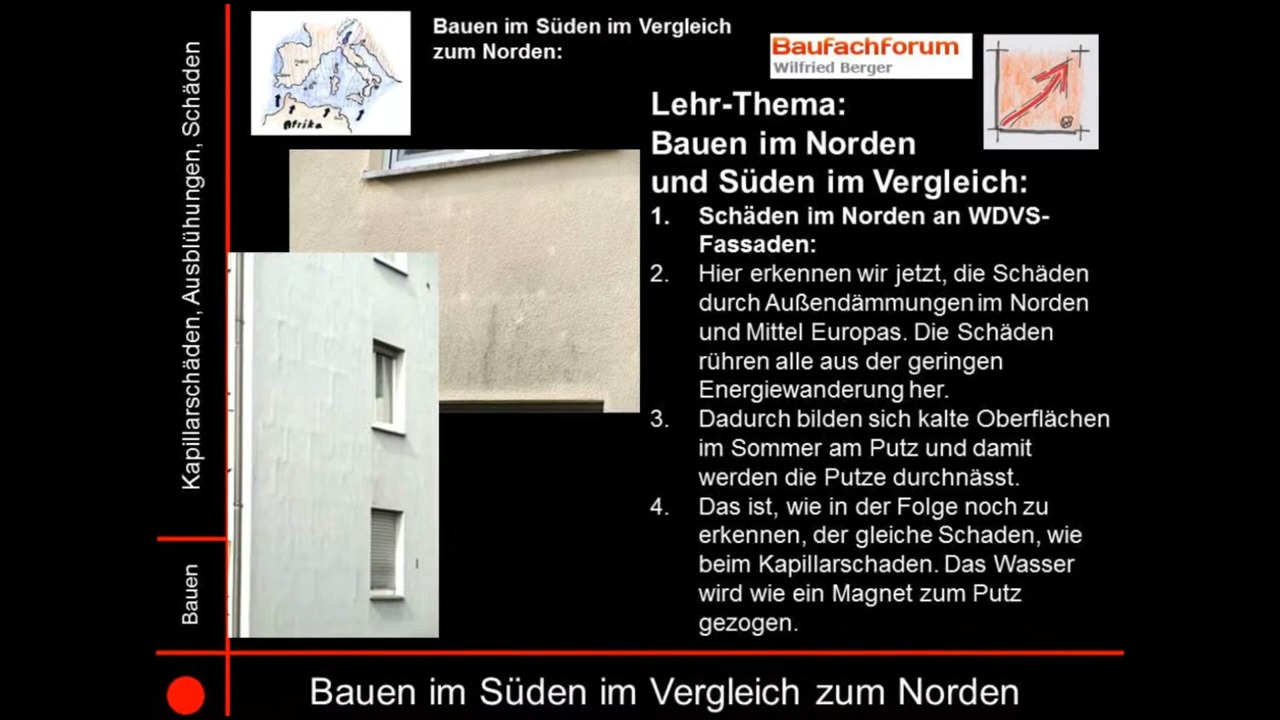 Bauen im Süden im Vergleich
zum Norden:
BauFachForum
Wilfried Berger
Afrika
Lehr-Thema:
Bauen im Norden
und Süden im Vergleich:
1. Schäden im Norden an WDVS-
Fassaden:
2. Hier erkennen wir jetzt, die Schäden
durch Außendämmungen im Norden
und Mittel Europas. Die Schäden
rühren alle aus der geringen
Energiewanderung her.
3. Dadurch bilden sich kalte Oberflächen
im Sommer am Putz und damit
werden die Putze durchnässt.
4. Das ist, wie in der Folge noch zu
erkennen, der gleiche Schaden, wie
beim Kapillarschaden. Das Wasser
wird wie ein Magnet zum Putz
gezogen.
Kapillarschäden, Ausblühungen, Schäden
Bauen
Bauen im Süden im Vergleich zum Norden